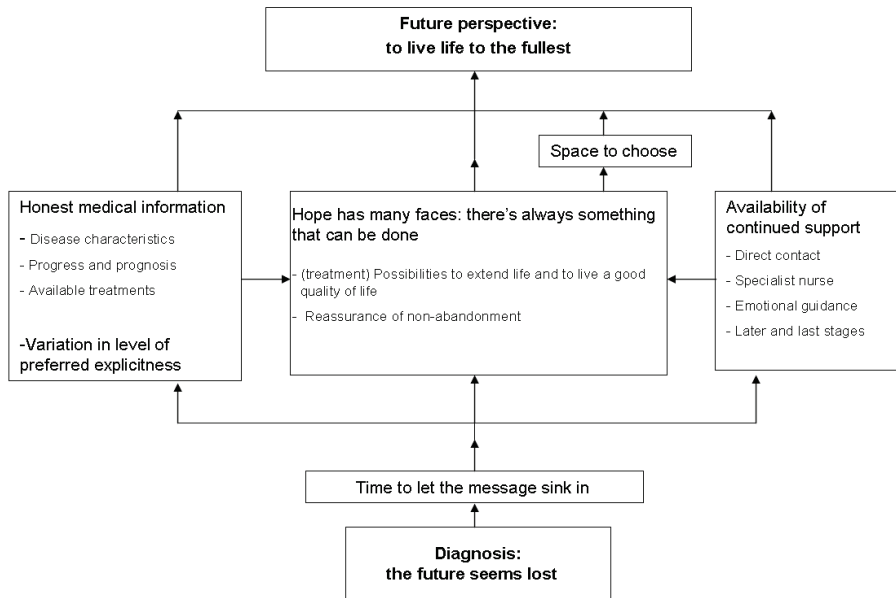 Future perspective:
to live life to the fullest
Space to choose
Honest medical information
- Disease characteristics
- Progress and prognosis
- Available treatments
-Variation in level of
preferred explicitness
Hope has many faces: there's always something
that can be done
- (treatment) Possibilities to extend life and to live a good
quality of life
- Reassurance of non-abandonment
Availability of
continued support
- Direct contact
- Specialist nurse
- Emotional guidance
- Later and last stages
Time to let the message sink in
Diagnosis:
the future seems lost